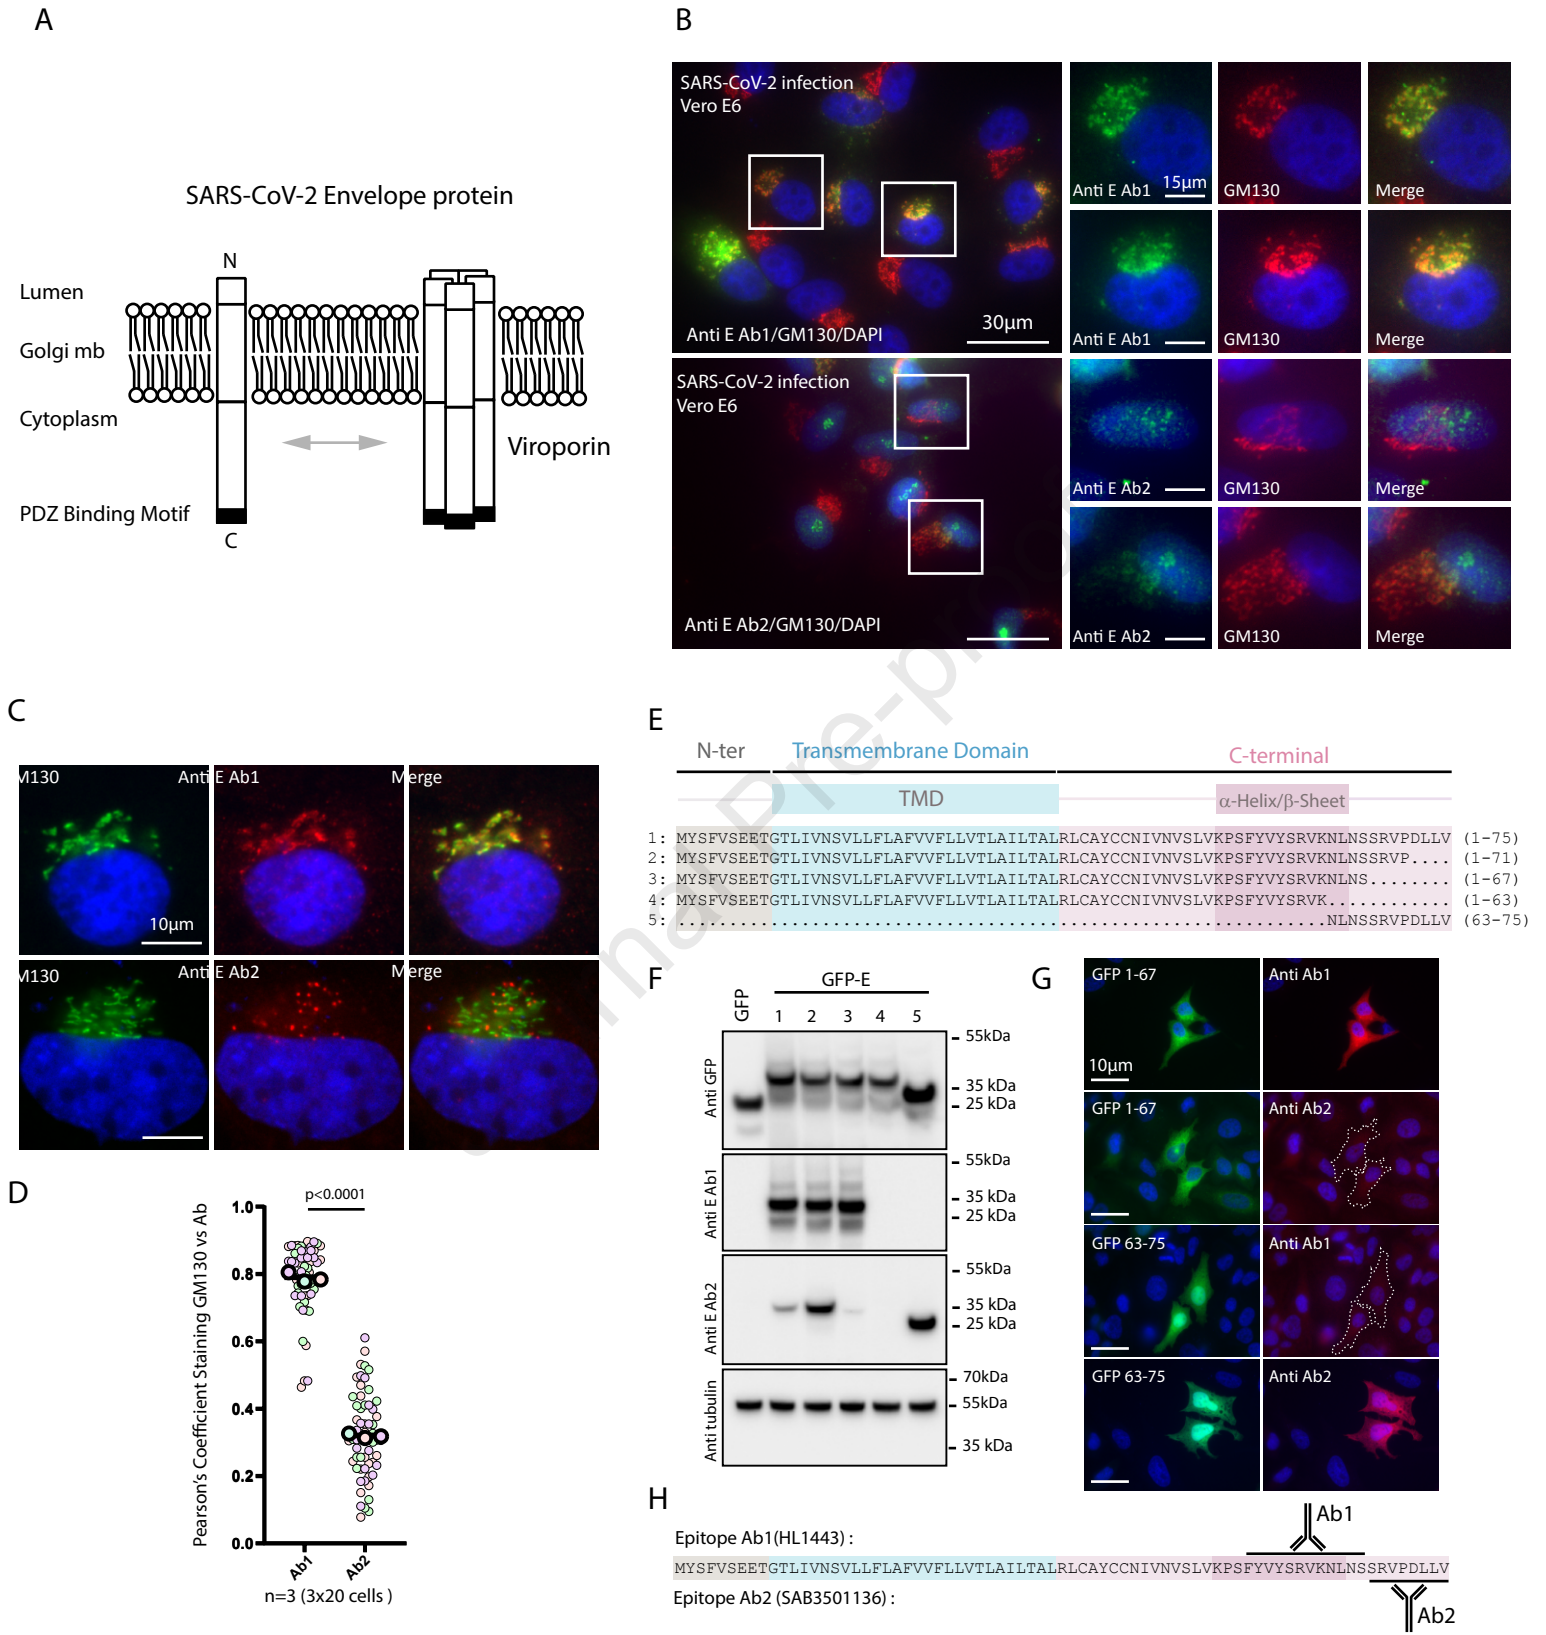 A
SARS-CoV-2 Envelope protein
N
Lumen
Golgi mb
Cytoplasm
Viroporin
PDZ Binding Motif
C
B
SARS-CoV-2 infection
Vero E6
Anti E Ab1/GM130/DAPI
30µm
Anti E Ab1
15µm
GM130
Merge
Anti E Ab1
GM130
Merge
SARS-CoV-2 infection
Vero E6
Anti E Ab2/GM130/DAPI
Anti E Ab2
GM130
Merge
Anti E Ab2
GM130
Merge
C
M130
Anti E Ab1
Merge
10µm
M130
Anti E Ab2
Merge
D
p<0.0001
Pearson's Coefficient Staining GM130 vs Ab
1.0
0.8
0.6
0.4
0.2
0.0
Ab1
Ab2
n=3 (3x20 cells )
E
N-ter
Transmembrane Domain
C-terminal
TMD
α-Helix/β-Sheet
1: MYSFVSEETGTLIVNSVLLFLAFVVFLLVTLAILTALRLCAYCCNIVNVSLVKPSFYVYSRVKNLNSSRVPDLLV (1-75)
2: MYSFVSEETGTLIVNSVLLFLAFVVFLLVTLAILTALRLCAYCCNIVNVSLVKPSFYVYSRVKNLNSSRVP.... (1-71)
3: MYSFVSEETGTLIVNSVLLFLAFVVFLLVTLAILTALRLCAYCCNIVNVSLVKPSFYVYSRVKNLNS........ (1-67)
4: MYSFVSEETGTLIVNSVLLFLAFVVFLLVTLAILTALRLCAYCCNIVNVSLVKPSFYVYSRVK............ (1-63)
5: ...............................................................NLNSSRVPDLLV (63-75)
F
GFP
GFP-E
1 2 3 4 5
Anti GFP
55kDa
35 kDa
25 kDa
Anti E Ab1
55kDa
35 kDa
25 kDa
Anti E Ab2
55kDa
35 kDa
25 kDa
Anti tubulin
70kDa
55kDa
35 kDa
G
GFP 1-67
10µm
Anti Ab1
GFP 1-67
Anti Ab2
GFP 63-75
Anti Ab1
GFP 63-75
Anti Ab2
H
Epitope Ab1(HL1443) :
Ab1
MYSFVSEETGTLIVNSVLLFLAFVVFLLVTLAILTALRLCAYCCNIVNVSLVKPSFYVYSRVKNLNSSRVPDLLV
Epitope Ab2 (SAB3501136) :
Ab2